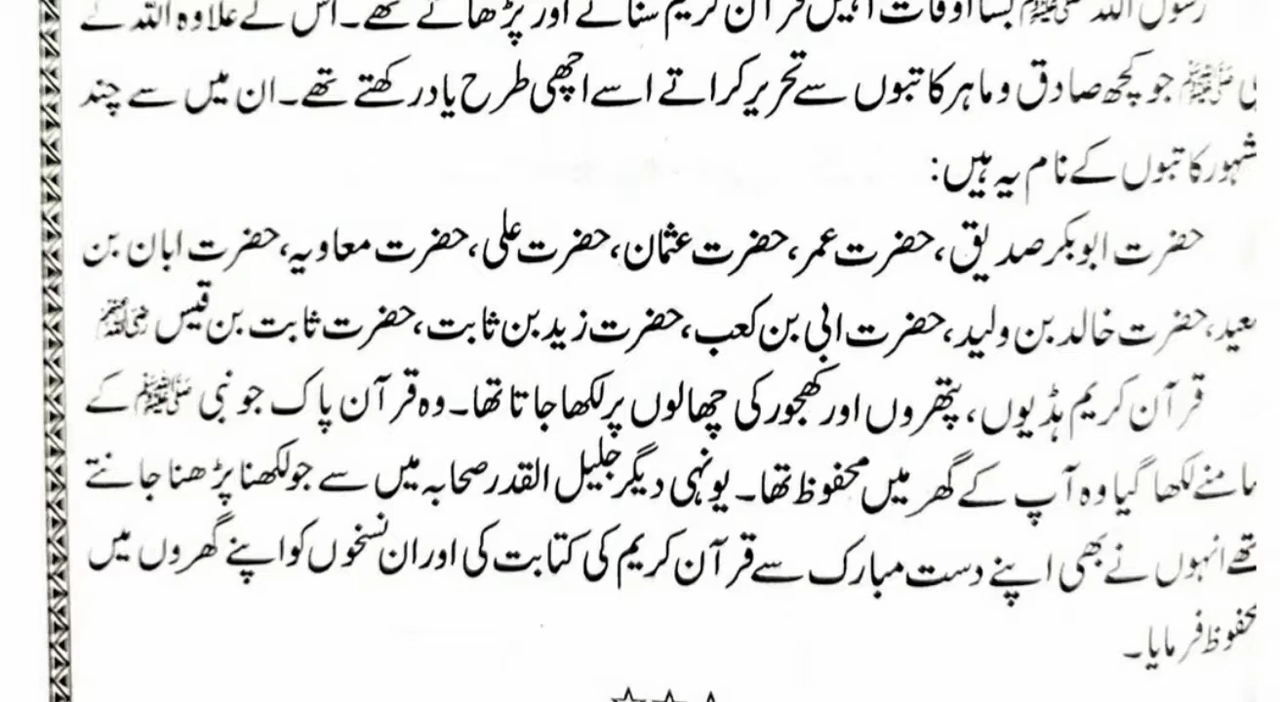 رسول اللہ ﷺ بسا اوقات انہیں قرآن کریم سناتے اور پڑھاتے تھے۔ اس کے علاوہ اللہ کے
ﷺ جو کچھ صادق و ماہر کاتبوں سے تحریر کراتے اسے اچھی طرح یاد رکھتے تھے۔ ان میں سے چند
شہور کاتبوں کے نام یہ ہیں:
حضرت ابوبکر صدیق، حضرت عمر، حضرت عثمان، حضرت علی، حضرت معاویہ، حضرت ابان بن
عید، حضرت خالد بن ولید، حضرت ابی بن کعب، حضرت زید بن ثابت، حضرت ثابت بن قیس
قرآن کریم ہڈیوں، پتھروں اور کھجور کی چھالوں پر لکھا جاتا تھا۔ وہ قرآن پاک جو نبی ﷺ کے
امنے لکھا گیا وہ آپ کے گھر میں محفوظ تھا۔ یونہی دیگر جلیل القدر صحابہ میں سے جو لکھنا پڑھنا جانتے
تھے انہوں نے بھی اپنے دست مبارک سے قرآن کریم کی کتابت کی اور ان نسخوں کو اپنے گھروں میں
حفوظ فرمایا۔